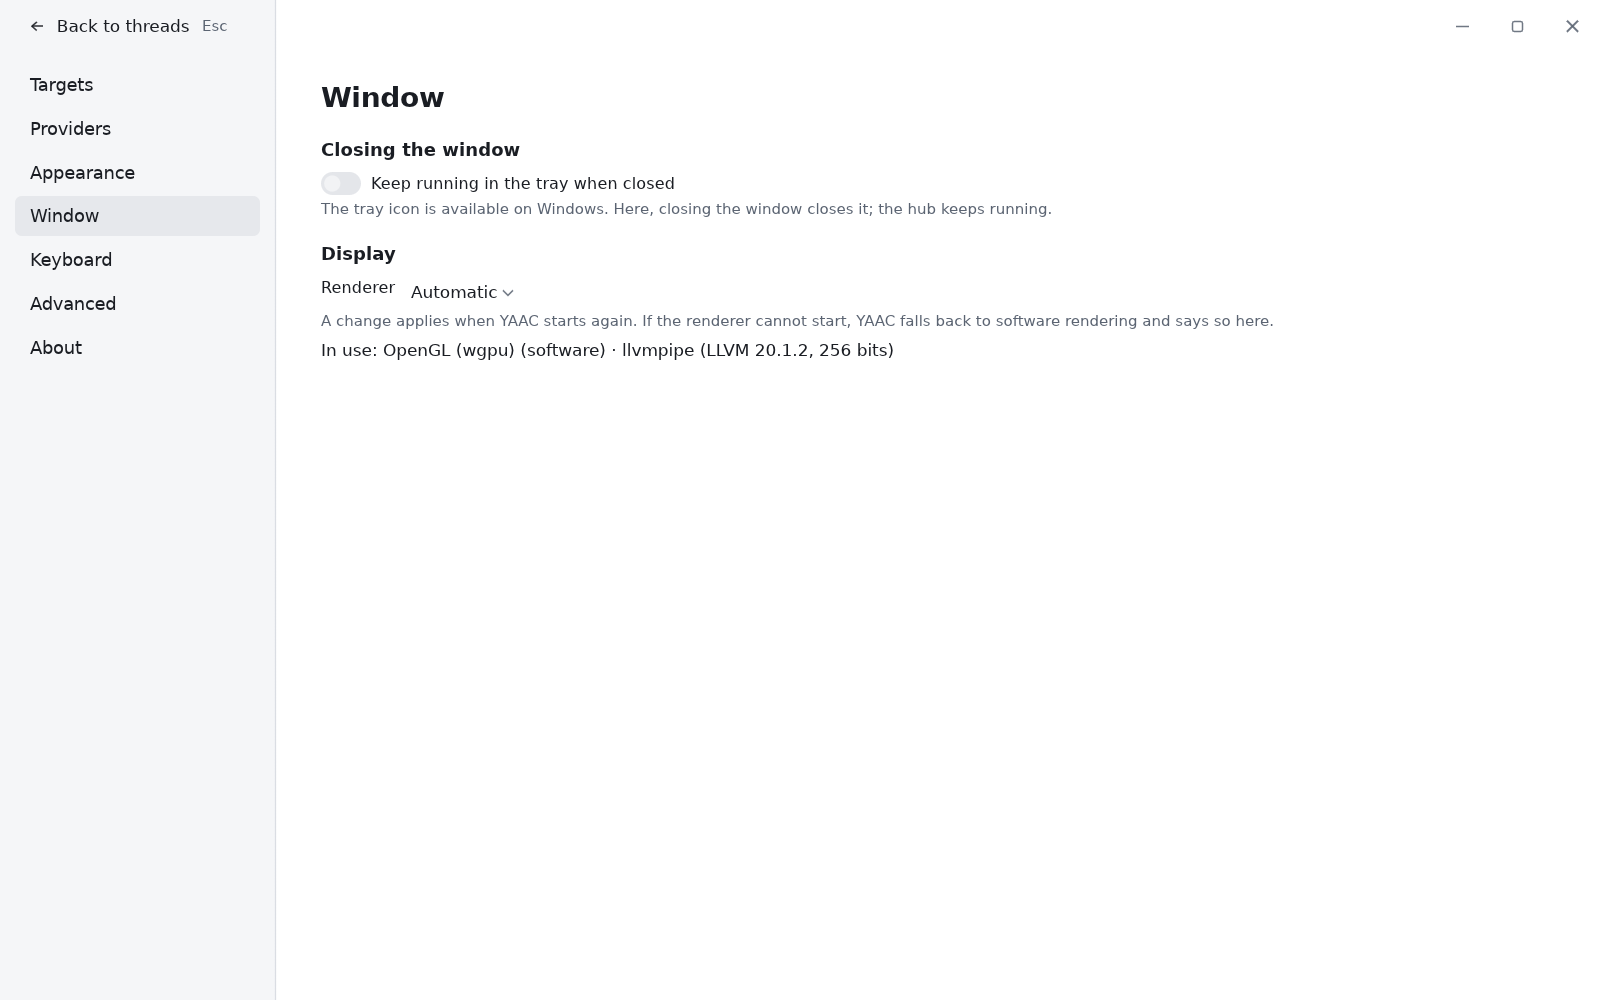 Back to threads Esc
Targets
Providers
Appearance
Window
Keyboard
Advanced
About
Window
Closing the window
Keep running in the tray when closed
The tray icon is available on Windows. Here, closing the window closes it; the hub keeps running.
Display
Renderer Automatic
A change applies when YAAC starts again. If the renderer cannot start, YAAC falls back to software rendering and says so here.
In use: OpenGL (wgpu) (software) · llvmpipe (LLVM 20.1.2, 256 bits)